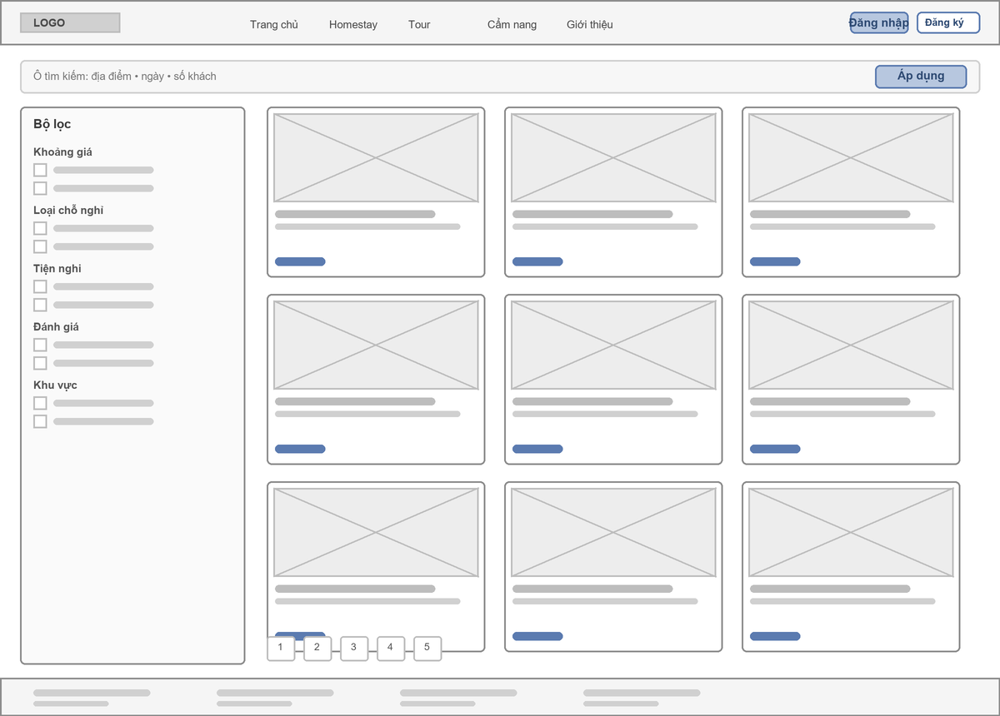 LOGO
Trang chủ
Homestay
Tour
Cẩm nang
Giới thiệu
Đăng nhập
Đăng ký
Ô tìm kiếm: địa điểm • ngày • số khách
Áp dụng
Bộ lọc
Khoảng giá
Loại chỗ nghỉ
Tiện nghi
Đánh giá
Khu vực
1
2
3
4
5